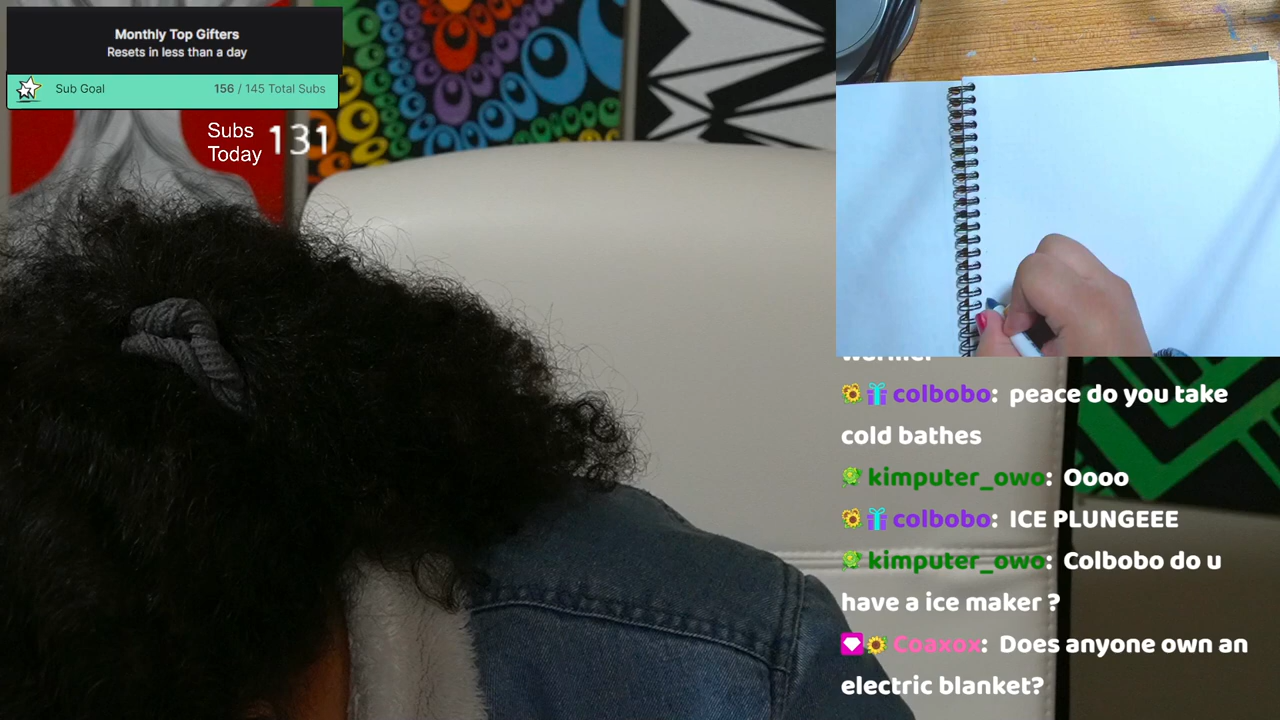 Monthly Top Gifters
Resets in less than a day
Sub Goal
156 / 145 Total Subs
Subs
Today 131
colbobo: peace do you take
cold bathes
kimputer_owo: Oooo
colbobo: ICE PLUNGEEE
kimputer_owo: Colbobo do u
have a ice maker ?
Coaxox: Does anyone own an
electric blanket?